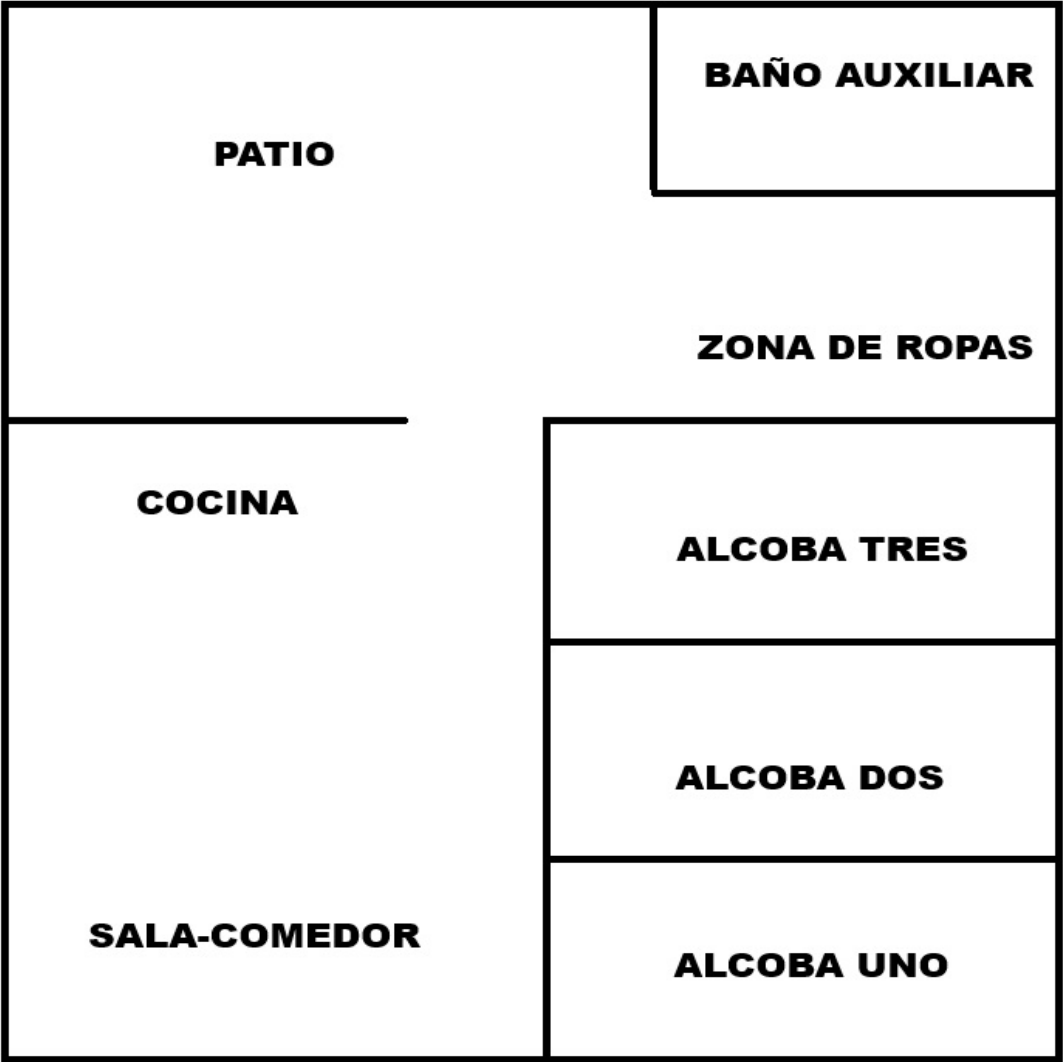 BAÑO AUXILIAR
PATIO
ZONA DE ROPAS
COCINA
ALCOBA TRES
ALCOBA DOS
SALA-COMEDOR
ALCOBA UNO